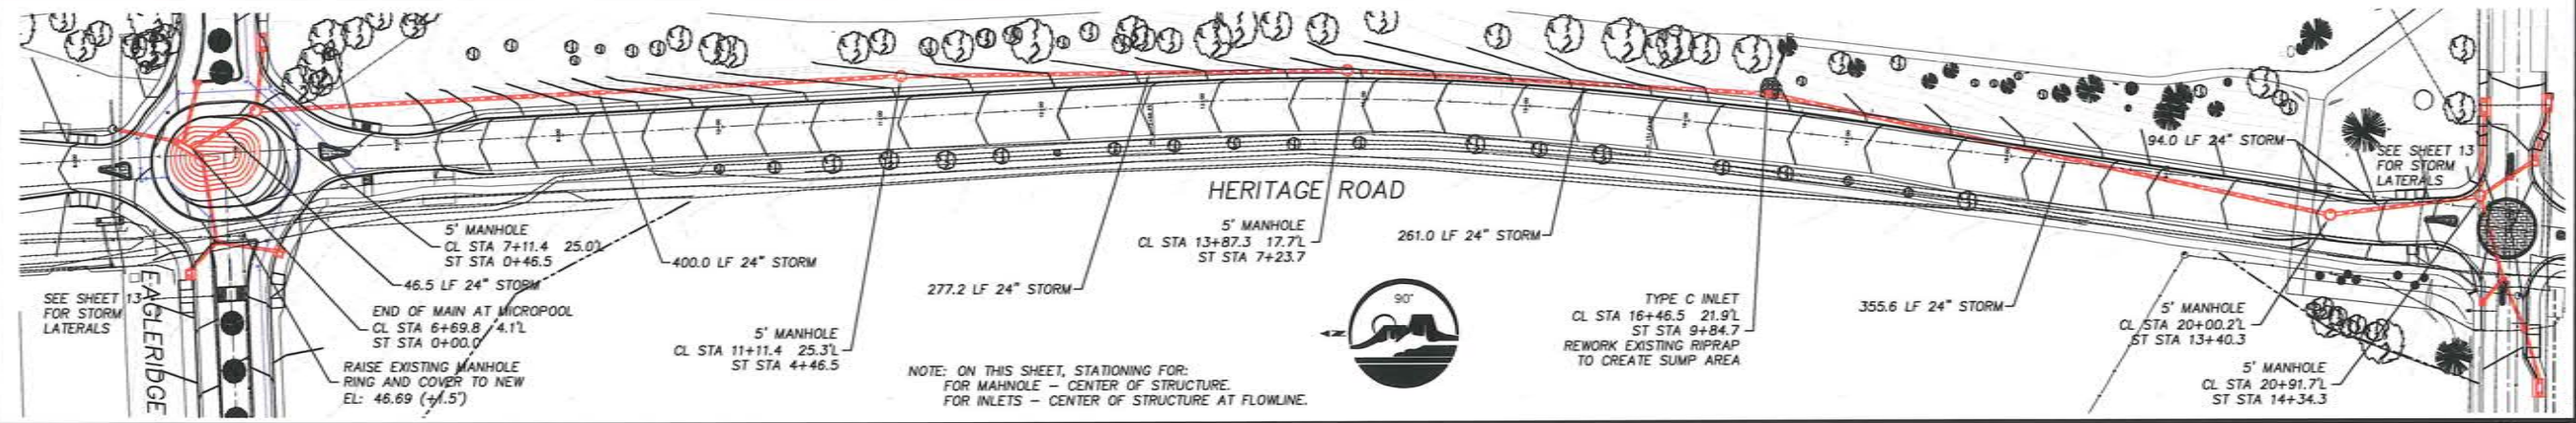 94.0 LF 24" STORM
SEE SHEET 13
FOR STORM
LATERALS
HERITAGE ROAD
5' MANHOLE
CL STA 7+11.4 25.0'L
ST STA 0+46.5
46.5 LF 24" STORM
400.0 LF 24" STORM
277.2 LF 24" STORM
5' MANHOLE
CL STA 13+87.3 17.7'L
ST STA 7+23.7
261.0 LF 24" STORM
SEE SHEET 13
FOR STORM
LATERALS
EAGLERIDGE
END OF MAIN AT MICROPOOL
CL STA 6+69.8 4.1'L
ST STA 0+00.0
RAISE EXISTING MANHOLE
RING AND COVER TO NEW
EL: 46.69 (+1.5')
5' MANHOLE
CL STA 11+11.4 25.3'L
ST STA 4+46.5
90°
N
NOTE: ON THIS SHEET, STATIONING FOR:
FOR MAHNOLE – CENTER OF STRUCTURE.
FOR INLETS – CENTER OF STRUCTURE AT FLOWLINE.
TYPE C INLET
CL STA 16+46.5 21.9'L
ST STA 9+84.7
REWORK EXISTING RIPRAP
TO CREATE SUMP AREA
355.6 LF 24" STORM
5' MANHOLE
CL STA 20+00.2'L
ST STA 13+40.3
5' MANHOLE
CL STA 20+91.7'L
ST STA 14+34.3